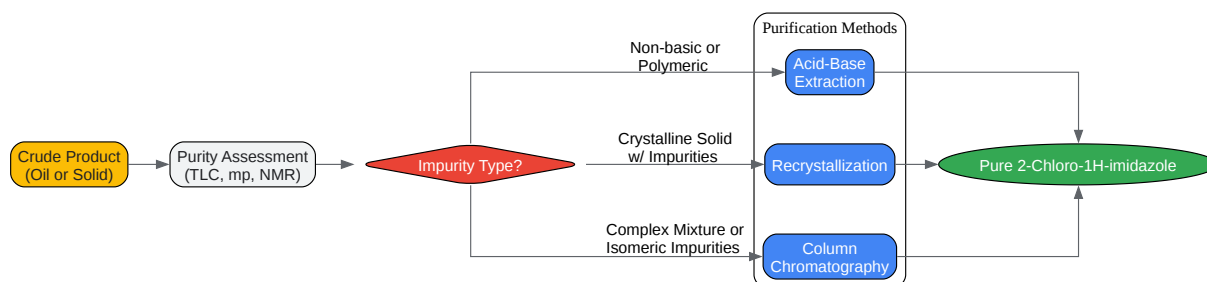 Crude Product
(Oil or Solid)
Purity Assessment
(TLC, mp, NMR)
Impurity Type?
Non-basic or
Polymeric
Crystalline Solid
w/ Impurities
Complex Mixture or
Isomeric Impurities
Purification Methods
Acid-Base
Extraction
Recrystallization
Column
Chromatography
Pure 2-Chloro-1H-imidazole